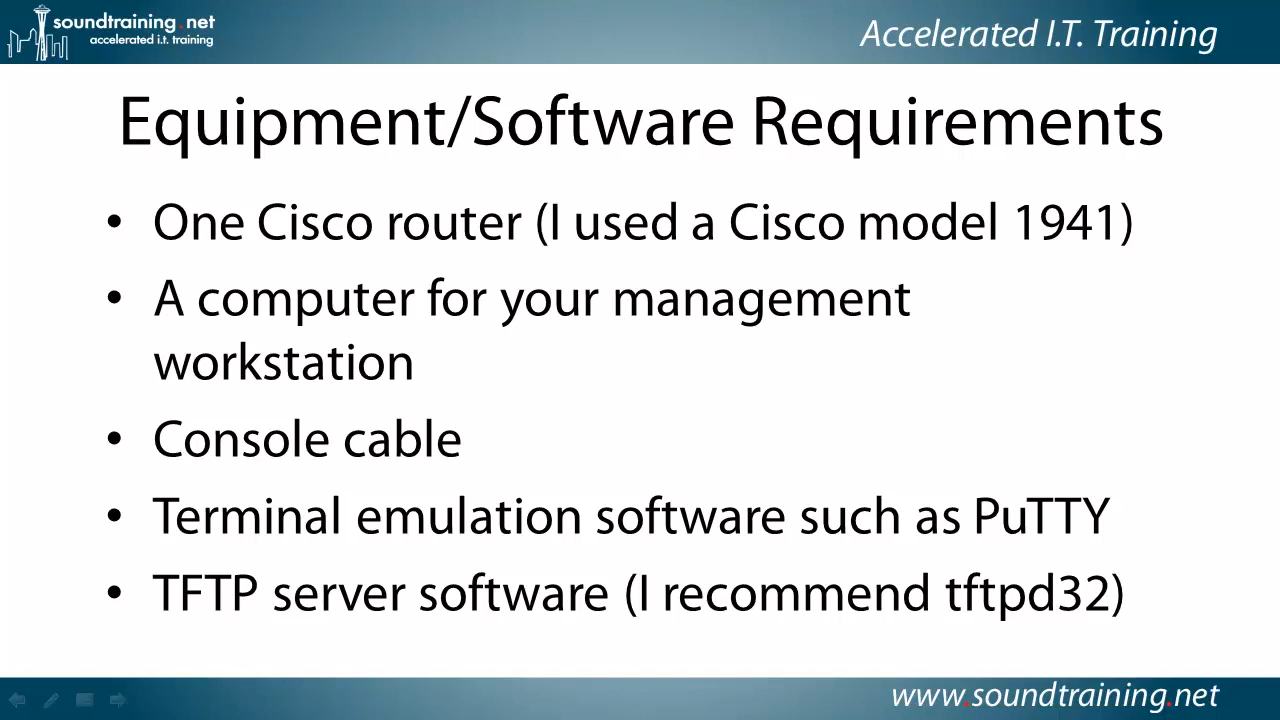 soundtraining.net
accelerated i.t. training
Accelerated I.T. Training
Equipment/Software Requirements
• One Cisco router (I used a Cisco model 1941)
• A computer for your management
workstation
• Console cable
• Terminal emulation software such as PuTTY
• TFTP server software (I recommend tftpd32)
www.soundtraining.net